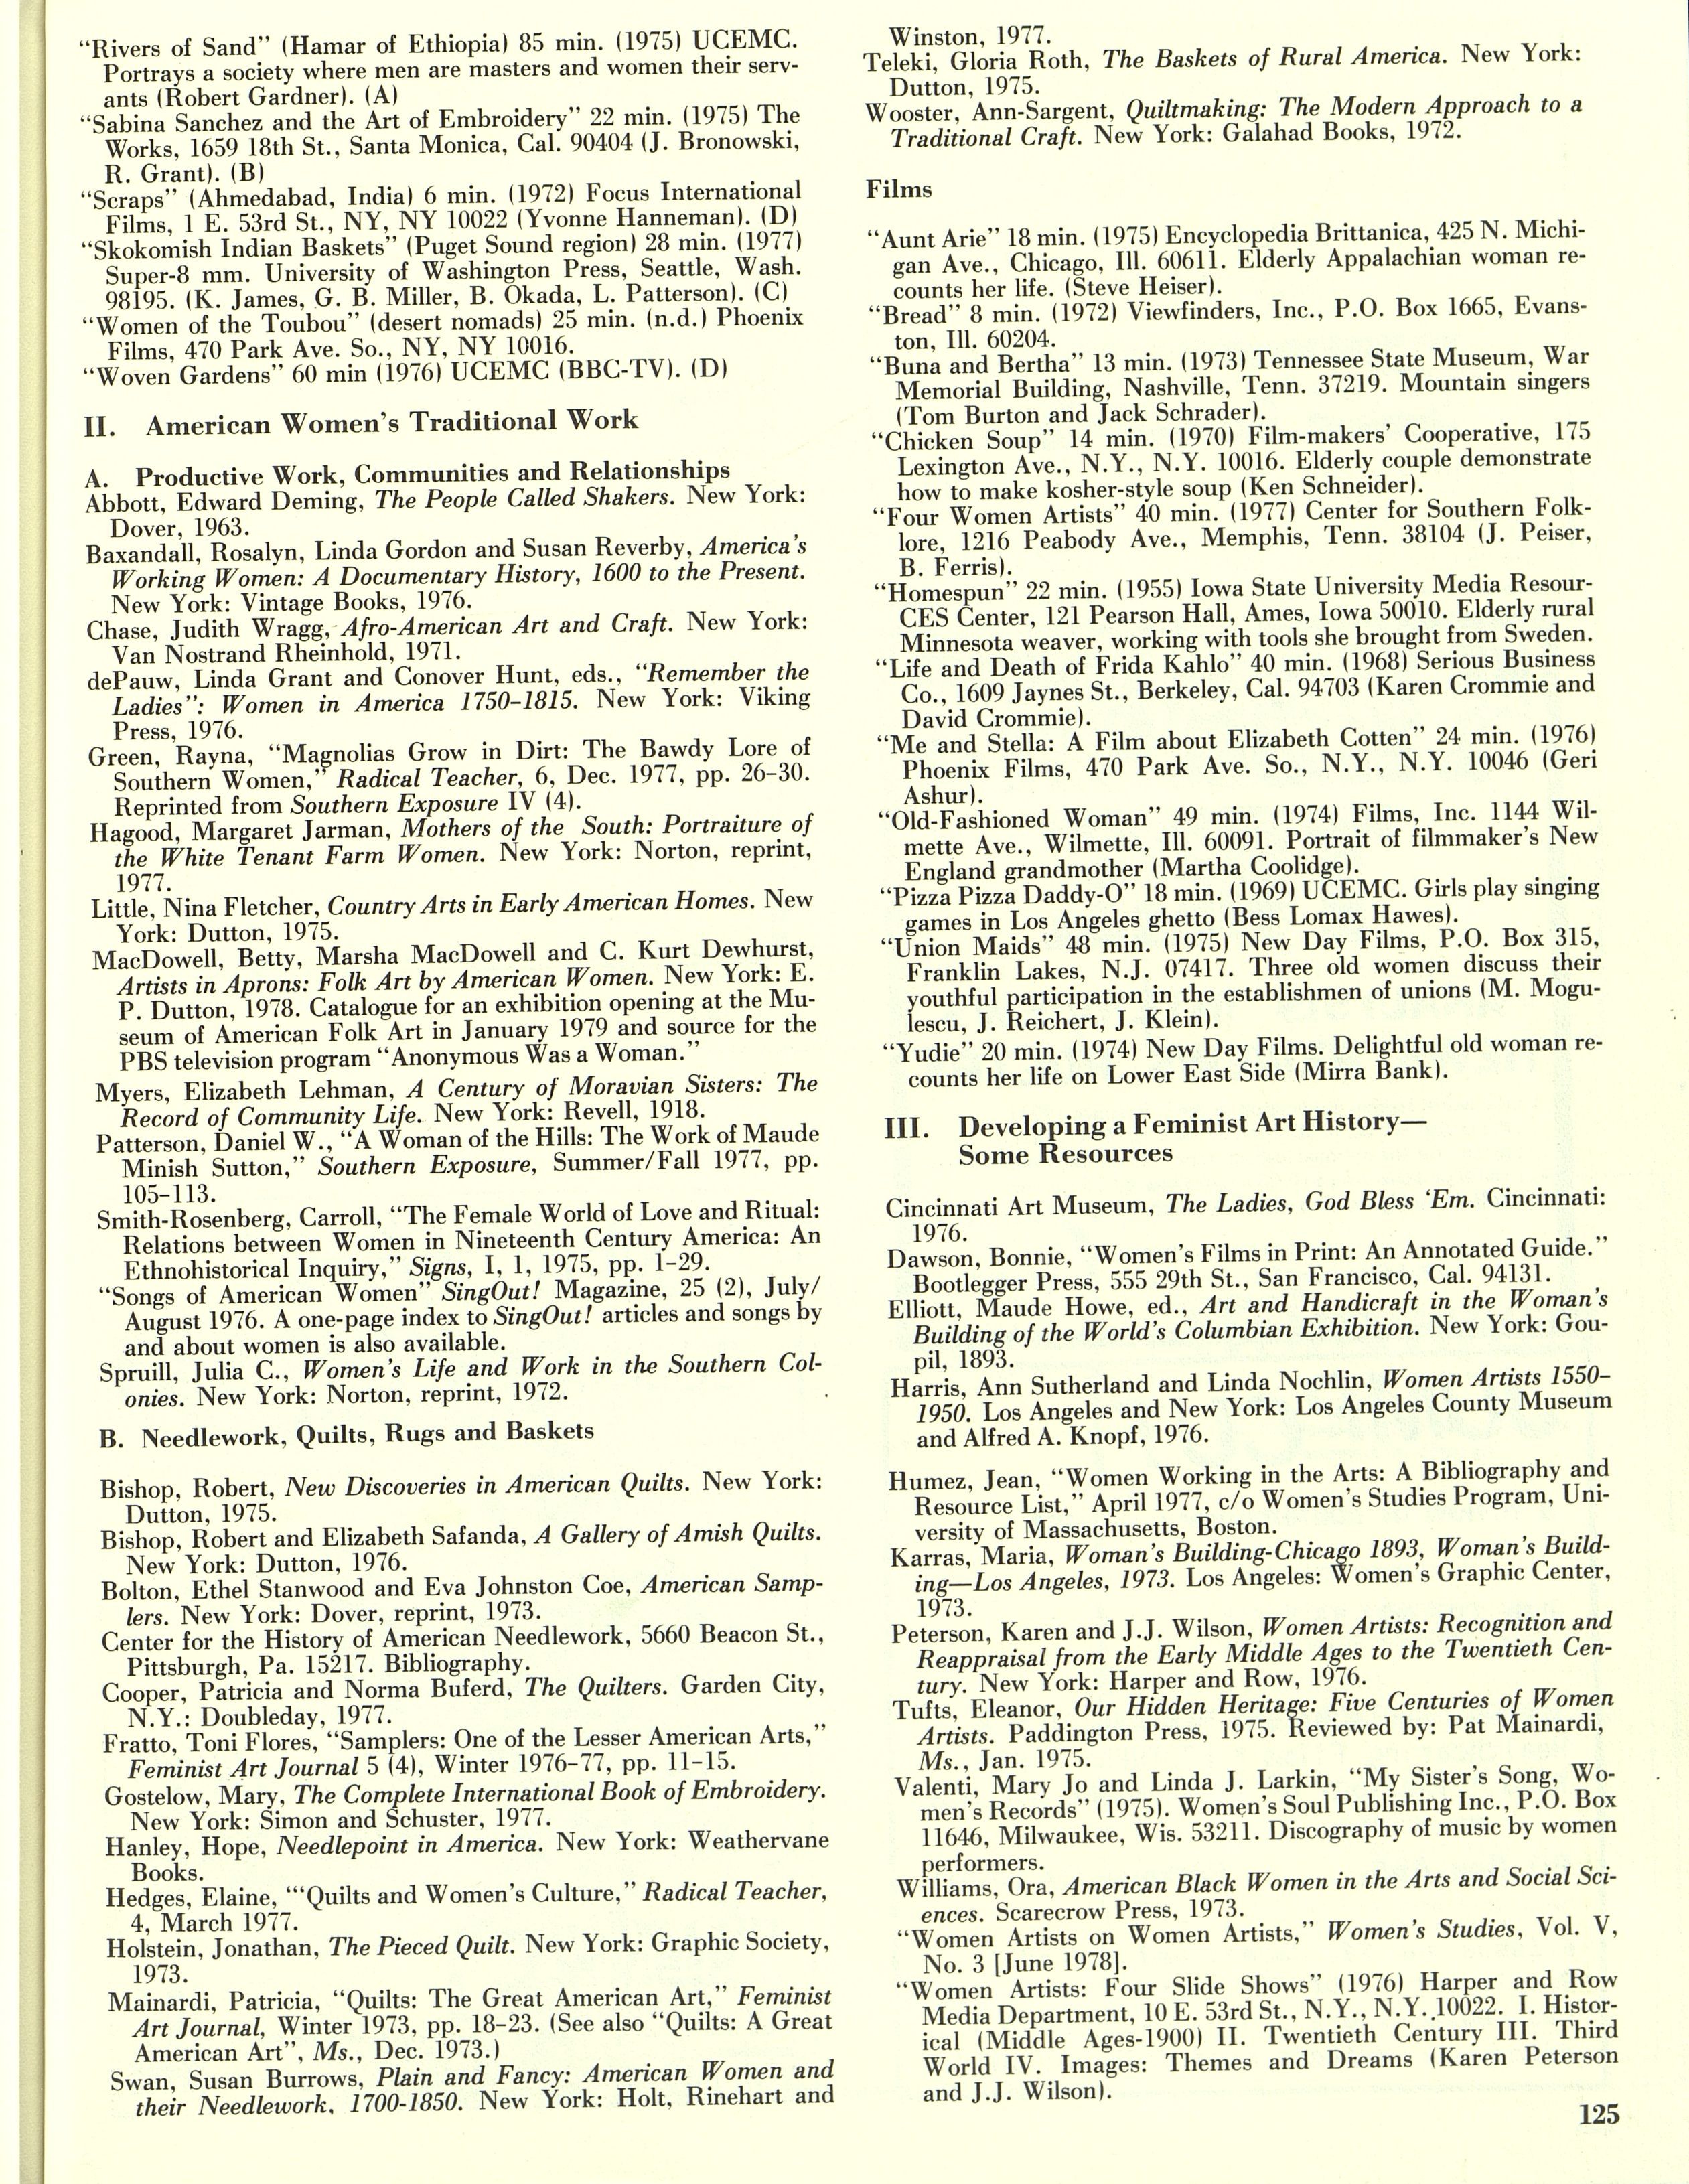 “Rivers of Sand” (Hamar of Ethiopia) 85 min. (1975) UCEMC.
Portrays a society where men are masters and women their serv-
ants (Robert Gardner). (A)
“Sabina Sanchez and the Art of Embroidery” 22 min. (1975) The
Works, 1659 18th St., Santa Monica, Cal. 90404 (J. Bronowski,
R. Grant). (B)
“Scraps” (Ahmedabad, India) 6 min. (1972) Focus International
Films, 1 E. 53rd St., NY, NY 10022 (Yvonne Hanneman). (D)
“Skokomish Indian Baskets” (Puget Sound region) 28 min. (1977)
Super-8 mm. University of Washington Press, Seattle, Wash.
98195. (K. James, G. B. Miller, B. Okada, L. Patterson). (C)
“Women of the Toubou” (desert nomads) 25 min. (n.d.) Phoenix
Films, 470 Park Ave. So., NY, NY 10016.
“Woven Gardens” 60 min (1976) UCEMC (BBC-TV). (D)
II. American Women’s Traditional Work
A. Productive Work, Communities and Relationships
Abbott, Edward Deming, The People Called Shakers. New York:
Dover, 1963.
Baxandall, Rosalyn, Linda Gordon and Susan Reverby, America’s
Working Women: A Documentary History, 1600 to the Present.
New York: Vintage Books, 1976.
Chase, Judith Wragg, Afro-American Art and Craft. New York:
Van Nostrand Rheinhold, 1971.
dePauw, Linda Grant and Conover Hunt, eds., “Remember the
Ladies”: Women in America 1750–1815. New York: Viking
Press, 1976.
Green, Rayna, “Magnolias Grow in Dirt: The Bawdy Lore of
Southern Women,” Radical Teacher, 6, Dec. 1977, pp. 26–30.
Reprinted from Southern Exposure IV (4).
Hagood, Margaret Jarman, Mothers of the South: Portraiture of
the White Tenant Farm Women. New York: Norton, reprint,
1977.
Little, Nina Fletcher, Country Arts in Early American Homes. New
York: Dutton, 1975.
MacDowell, Betty, Marsha MacDowell and C. Kurt Dewhurst,
Artists in Aprons: Folk Art by American Women. New York: E.
P. Dutton, 1978. Catalogue for an exhibition opening at the Mu-
seum of American Folk Art in January 1979 and source for the
PBS television program “Anonymous Was a Woman.”
Myers, Elizabeth Lehman, A Century of Moravian Sisters: The
Record of Community Life. New York: Revell, 1918.
Patterson, Daniel W., “A Woman of the Hills: The Work of Maude
Minish Sutton,” Southern Exposure, Summer/Fall 1977, pp.
105–113.
Smith-Rosenberg, Carroll, “The Female World of Love and Ritual:
Relations between Women in Nineteenth Century America: An
Ethnohistorical Inquiry,” Signs, I, 1, 1975, pp. 1–29.
“Songs of American Women” SingOut! Magazine, 25 (2), July/
August 1976. A one-page index to SingOut! articles and songs by
and about women is also available.
Spruill, Julia C., Women’s Life and Work in the Southern Col-
onies. New York: Norton, reprint, 1972.
B. Needlework, Quilts, Rugs and Baskets
Bishop, Robert, New Discoveries in American Quilts. New York:
Dutton, 1975.
Bishop, Robert and Elizabeth Safanda, A Gallery of Amish Quilts.
New York: Dutton, 1976.
Bolton, Ethel Stanwood and Eva Johnston Coe, American Samp-
lers. New York: Dover, reprint, 1973.
Center for the History of American Needlework, 5660 Beacon St.,
Pittsburgh, Pa. 15217. Bibliography.
Cooper, Patricia and Norma Buferd, The Quilters. Garden City,
N.Y.: Doubleday, 1977.
Fratto, Toni Flores, “Samplers: One of the Lesser American Arts,”
Feminist Art Journal 5 (4), Winter 1976–77, pp. 11–15.
Gostelow, Mary, The Complete International Book of Embroidery.
New York: Simon and Schuster, 1977.
Hanley, Hope, Needlepoint in America. New York: Weathervane
Books.
Hedges, Elaine, “‘Quilts and Women’s Culture,” Radical Teacher,
4, March 1977.
Holstein, Jonathan, The Pieced Quilt. New York: Graphic Society,
1973.
Mainardi, Patricia, “Quilts: The Great American Art,” Feminist
Art Journal, Winter 1973, pp. 18–23. (See also “Quilts: A Great
American Art”, Ms., Dec. 1973.)
Swan, Susan Burrows, Plain and Fancy: American Women and
their Needlework, 1700-1850. New York: Holt, Rinehart and
Winston, 1977.
Teleki, Gloria Roth, The Baskets of Rural America. New York:
Dutton, 1975.
Wooster, Ann-Sargent, Quiltmaking: The Modern Approach to a
Traditional Craft. New York: Galahad Books, 1972.
Films
“Aunt Arie” 18 min. (1975) Encyclopedia Brittanica, 425 N. Michi-
gan Ave., Chicago, Ill. 60611. Elderly Appalachian woman re-
counts her life. (Steve Heiser).
“Bread” 8 min. (1972) Viewfinders, Inc., P.O. Box 1665, Evans-
ton, Ill. 60204.
“Buna and Bertha” 13 min. (1973) Tennessee State Museum, War
Memorial Building, Nashville, Tenn. 37219. Mountain singers
(Tom Burton and Jack Schrader).
“Chicken Soup” 14 min. (1970) Film-makers’ Cooperative, 175
Lexington Ave., N.Y., N.Y. 10016. Elderly couple demonstrate
how to make kosher-style soup (Ken Schneider).
“Four Women Artists” 40 min. (1977) Center for Southern Folk-
lore, 1216 Peabody Ave., Memphis, Tenn. 38104 (J. Peiser,
B. Ferris).
“Homespun” 22 min. (1955) Iowa State University Media Resour-
CES Center, 121 Pearson Hall, Ames, Iowa 50010. Elderly rural
Minnesota weaver, working with tools she brought from Sweden.
“Life and Death of Frida Kahlo” 40 min. (1968) Serious Business
Co., 1609 Jaynes St., Berkeley, Cal. 94703 (Karen Crommie and
David Crommie).
“Me and Stella: A Film about Elizabeth Cotten” 24 min. (1976)
Phoenix Films, 470 Park Ave. So., N.Y., N.Y. 10046 (Geri
Ashur).
“Old-Fashioned Woman” 49 min. (1974) Films, Inc. 1144 Wil-
mette Ave., Wilmette, Ill. 60091. Portrait of filmmaker’s New
England grandmother (Martha Coolidge).
“Pizza Pizza Daddy-O” 18 min. (1969) UCEMC. Girls play singing
games in Los Angeles ghetto (Bess Lomax Hawes).
“Union Maids” 48 min. (1975) New Day Films, P.O. Box 315,
Franklin Lakes, N.J. 07417. Three old women discuss their
youthful participation in the establishmen of unions (M. Mogu-
lescu, J. Reichert, J. Klein).
“Yudie” 20 min. (1974) New Day Films. Delightful old woman re-
counts her life on Lower East Side (Mirra Bank).
III. Developing a Feminist Art History—
Some Resources
Cincinnati Art Museum, The Ladies, God Bless ‘Em. Cincinnati:
1976.
Dawson, Bonnie, “Women’s Films in Print: An Annotated Guide.”
Bootlegger Press, 555 29th St., San Francisco, Cal. 94131.
Elliott, Maude Howe, ed., Art and Handicraft in the Woman’s
Building of the World’s Columbian Exhibition. New York: Gou-
pil, 1893.
Harris, Ann Sutherland and Linda Nochlin, Women Artists 1550–
1950. Los Angeles and New York: Los Angeles County Museum
and Alfred A. Knopf, 1976.
Humez, Jean, “Women Working in the Arts: A Bibliography and
Resource List,” April 1977, c/o Women’s Studies Program, Uni-
versity of Massachusetts, Boston.
Karras, Maria, Woman’s Building-Chicago 1893, Woman’s Build-
ing—Los Angeles, 1973. Los Angeles: Women’s Graphic Center,
1973.
Peterson, Karen and J.J. Wilson, Women Artists: Recognition and
Reappraisal from the Early Middle Ages to the Twentieth Cen-
tury. New York: Harper and Row, 1976.
Tufts, Eleanor, Our Hidden Heritage: Five Centuries of Women
Artists. Paddington Press, 1975. Reviewed by: Pat Mainardi,
Ms., Jan. 1975.
Valenti, Mary Jo and Linda J. Larkin, “My Sister’s Song, Wo-
men’s Records” (1975). Women’s Soul Publishing Inc., P.O. Box
11646, Milwaukee, Wis. 53211. Discography of music by women
performers.
Williams, Ora, American Black Women in the Arts and Social Sci-
ences. Scarecrow Press, 1973.
“Women Artists on Women Artists,” Women’s Studies, Vol. V,
No. 3 [June 1978].
“Women Artists: Four Slide Shows” (1976) Harper and Row
Media Department, 10 E. 53rd St., N.Y., N.Y. 10022. I. Histor-
ical (Middle Ages-1900) II. Twentieth Century III. Third
World IV. Images: Themes and Dreams (Karen Peterson
and J.J. Wilson).
125